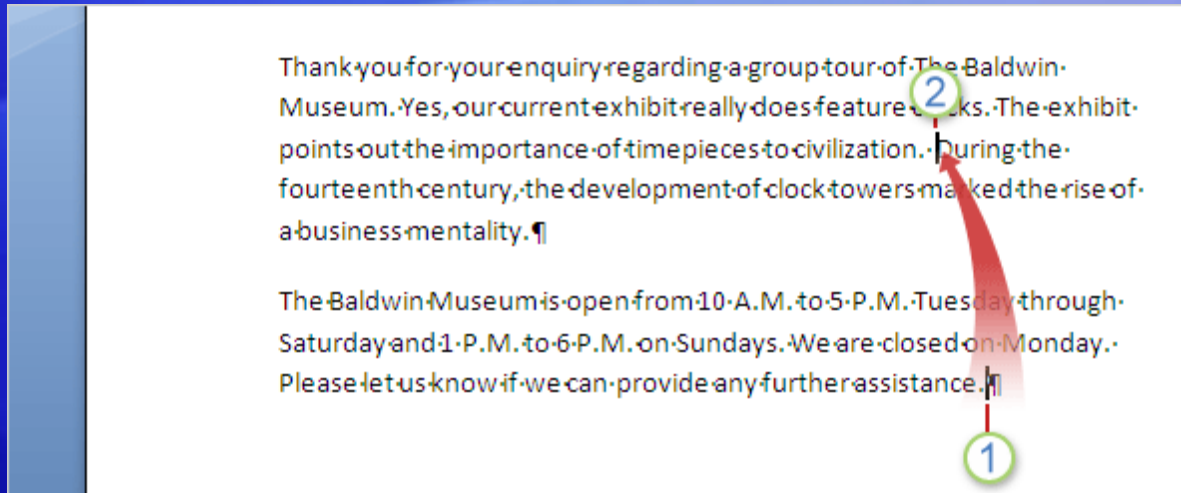 Thank you for your enquiry regarding a group tour of The Baldwin
Museum. Yes, our current exhibit really does feature ks. The exhibit
points out the importance of timepieces to civilization. During the
fourteenth century, the development of clock towers marked the rise of
a business mentality.¶
The Baldwin Museum is open from 10 A.M. to 5 P.M. Tuesday through
Saturday and 1 P.M. to 6 P.M. on Sundays. We are closed on Monday.
Please let us know if we can provide any further assistance.¶
2
1